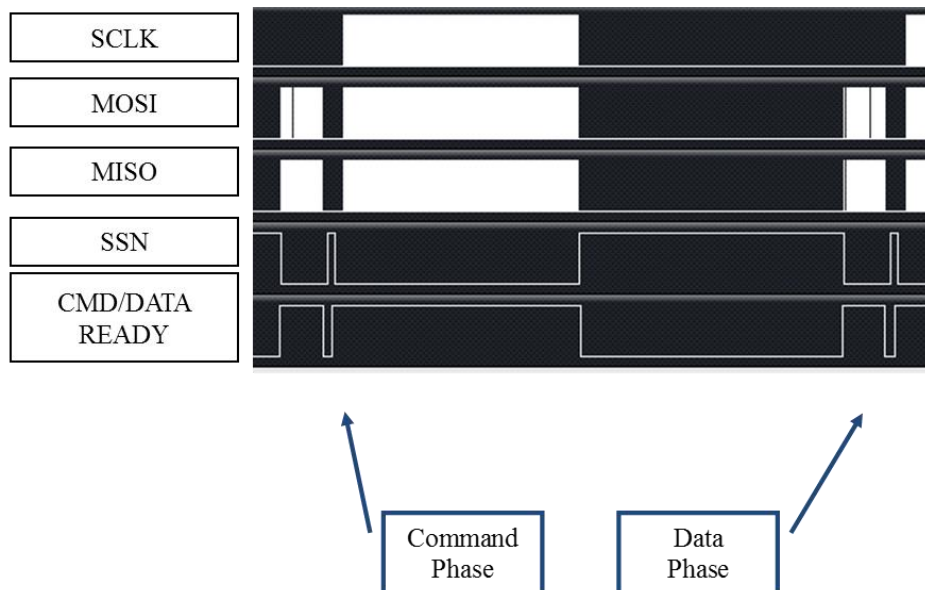 SCLK
MOSI
MISO
SSN
CMD/DATA
READY
Command
Phase
Data
Phase